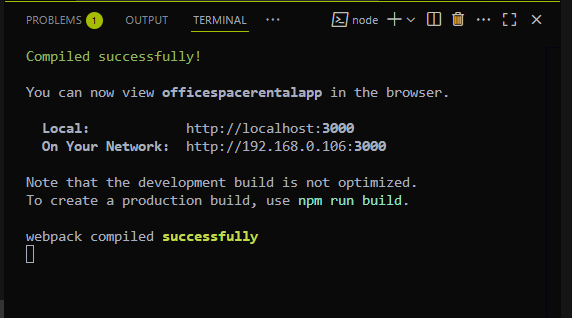 PROBLEMS 1 OUTPUT TERMINAL ··· node ···
Compiled successfully!
You can now view officespacerentalapp in the browser.
Local: http://localhost:3000
On Your Network: http://192.168.0.106:3000
Note that the development build is not optimized.
To create a production build, use npm run build.
webpack compiled successfully